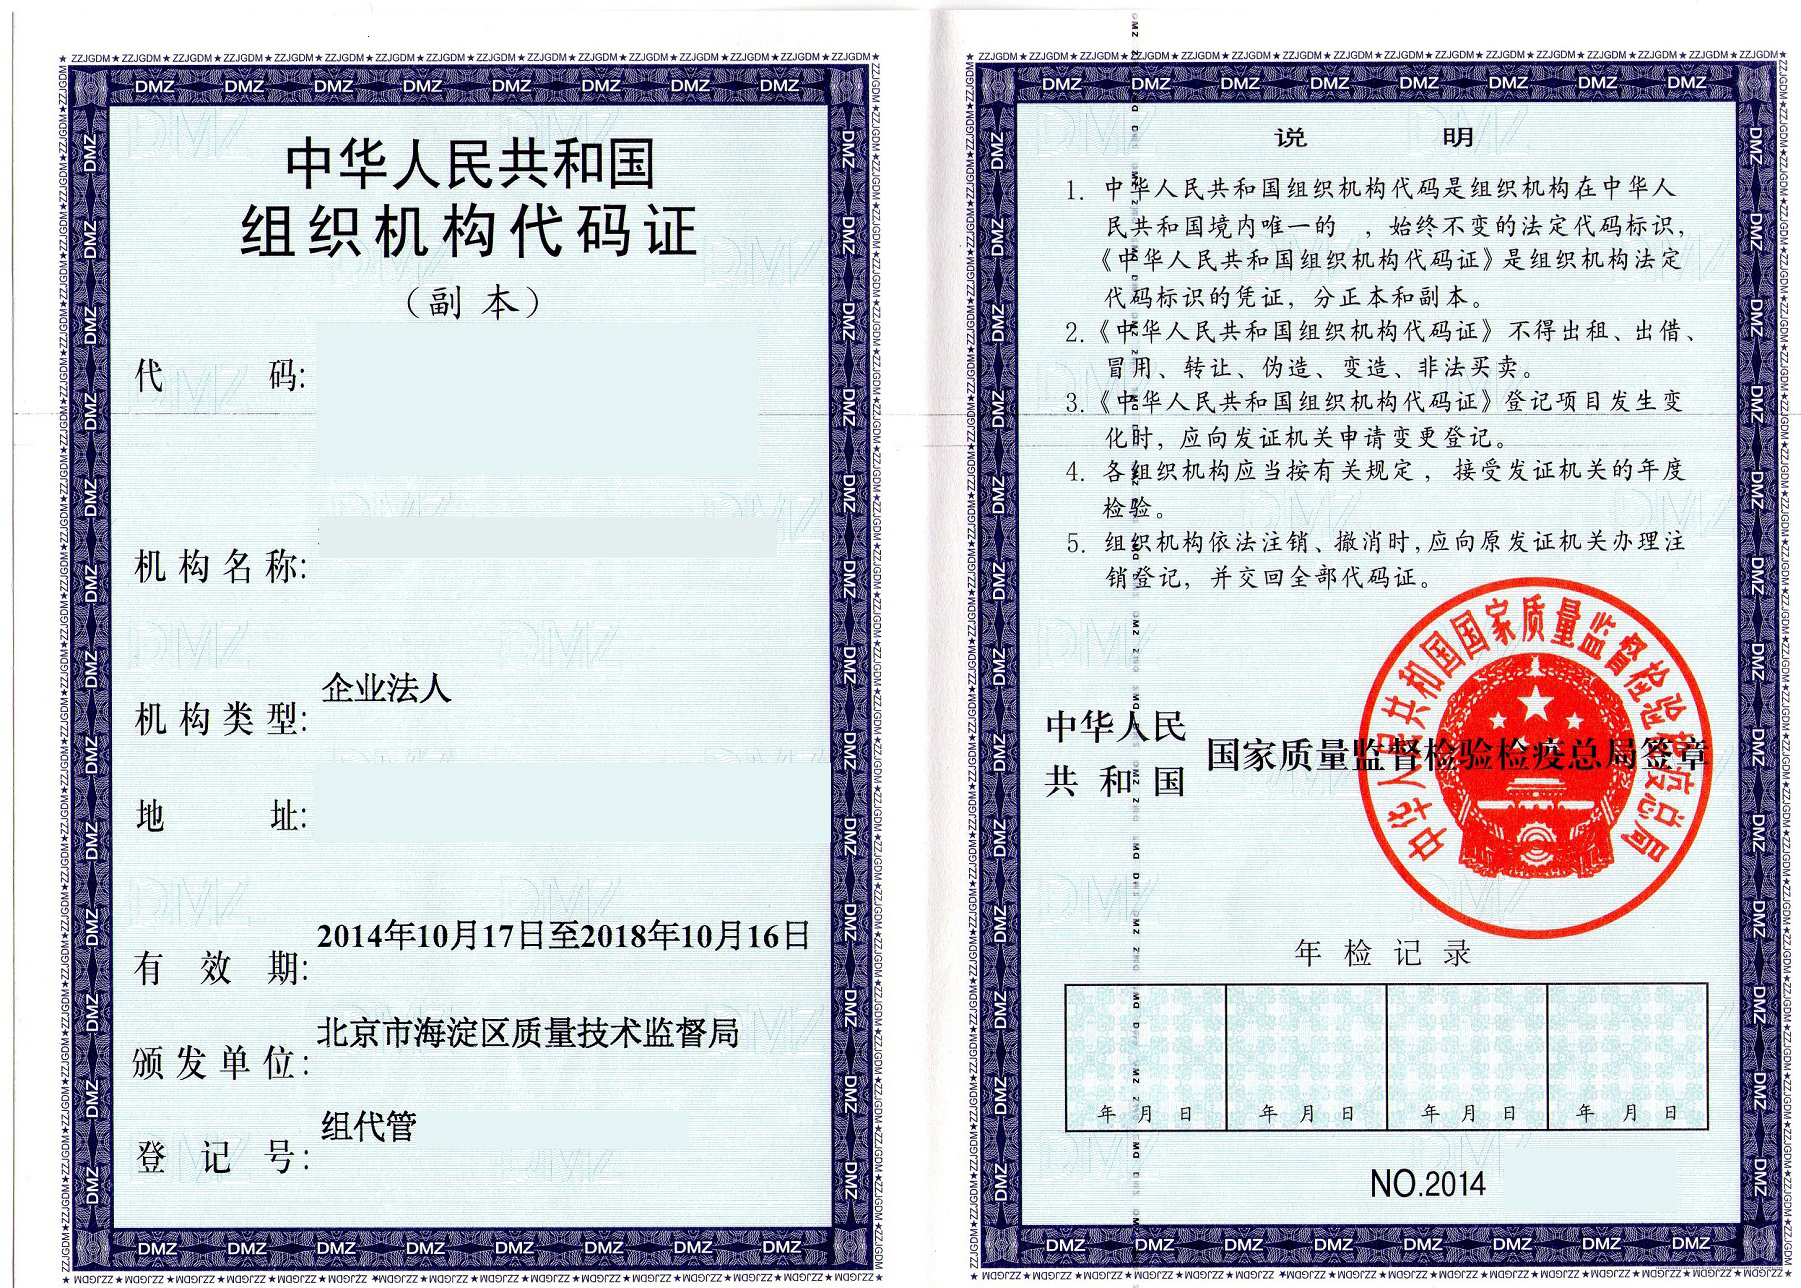 中华人民共和国
组织机构代码证
（副 本）
代 码:
机构名称:
机构类型: 企业法人
地 址:
有 效 期: 2014年10月17日至2018年10月16日
颁发单位: 北京市海淀区质量技术监督局
登 记 号: 组代管
说 明
1. 中华人民共和国组织机构代码是组织机构在中华人
民共和国境内唯一的 ，始终不变的法定代码标识，
《中华人民共和国组织机构代码证》是组织机构法定
代码标识的凭证，分正本和副本。
2.《中华人民共和国组织机构代码证》不得出租、出借、
冒用、转让、伪造、变造、非法买卖。
3.《中华人民共和国组织机构代码证》登记项目发生变
化时，应向发证机关申请变更登记。
4. 各组织机构应当按有关规定，接受发证机关的年度
检验。
5. 组织机构依法注销、撤消时，应向原发证机关办理注
销登记，并交回全部代码证。
中华人民
共和国
国家质量监督检验检疫总局签章
中华人民共和国国家质量监督检验检疫总局
年 检 记 录
年 月 日 年 月 日 年 月 日 年 月 日
NO.2014